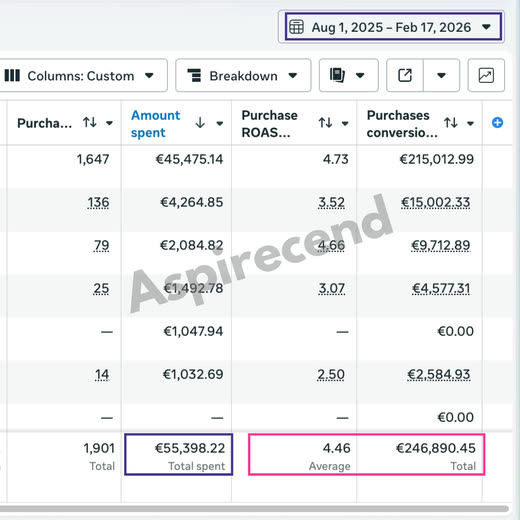 Aug 1, 2025 – Feb 17, 2026
Columns: Custom
Breakdown
Purcha...
Amount spent
Purchase ROAS...
Purchases conversio...
1,647 €45,475.14 4.73 €215,012.99
136 €4,264.85 3.52 €15,002.33
79 €2,084.82 4.66 €9,712.89
25 €1,492.78 3.07 €4,577.31
— €1,047.94 — €0.00
14 €1,032.69 2.50 €2,584.93
— — — €0.00
1,901 €55,398.22 4.46 €246,890.45
Total Total spent Average Total
Aspirecend